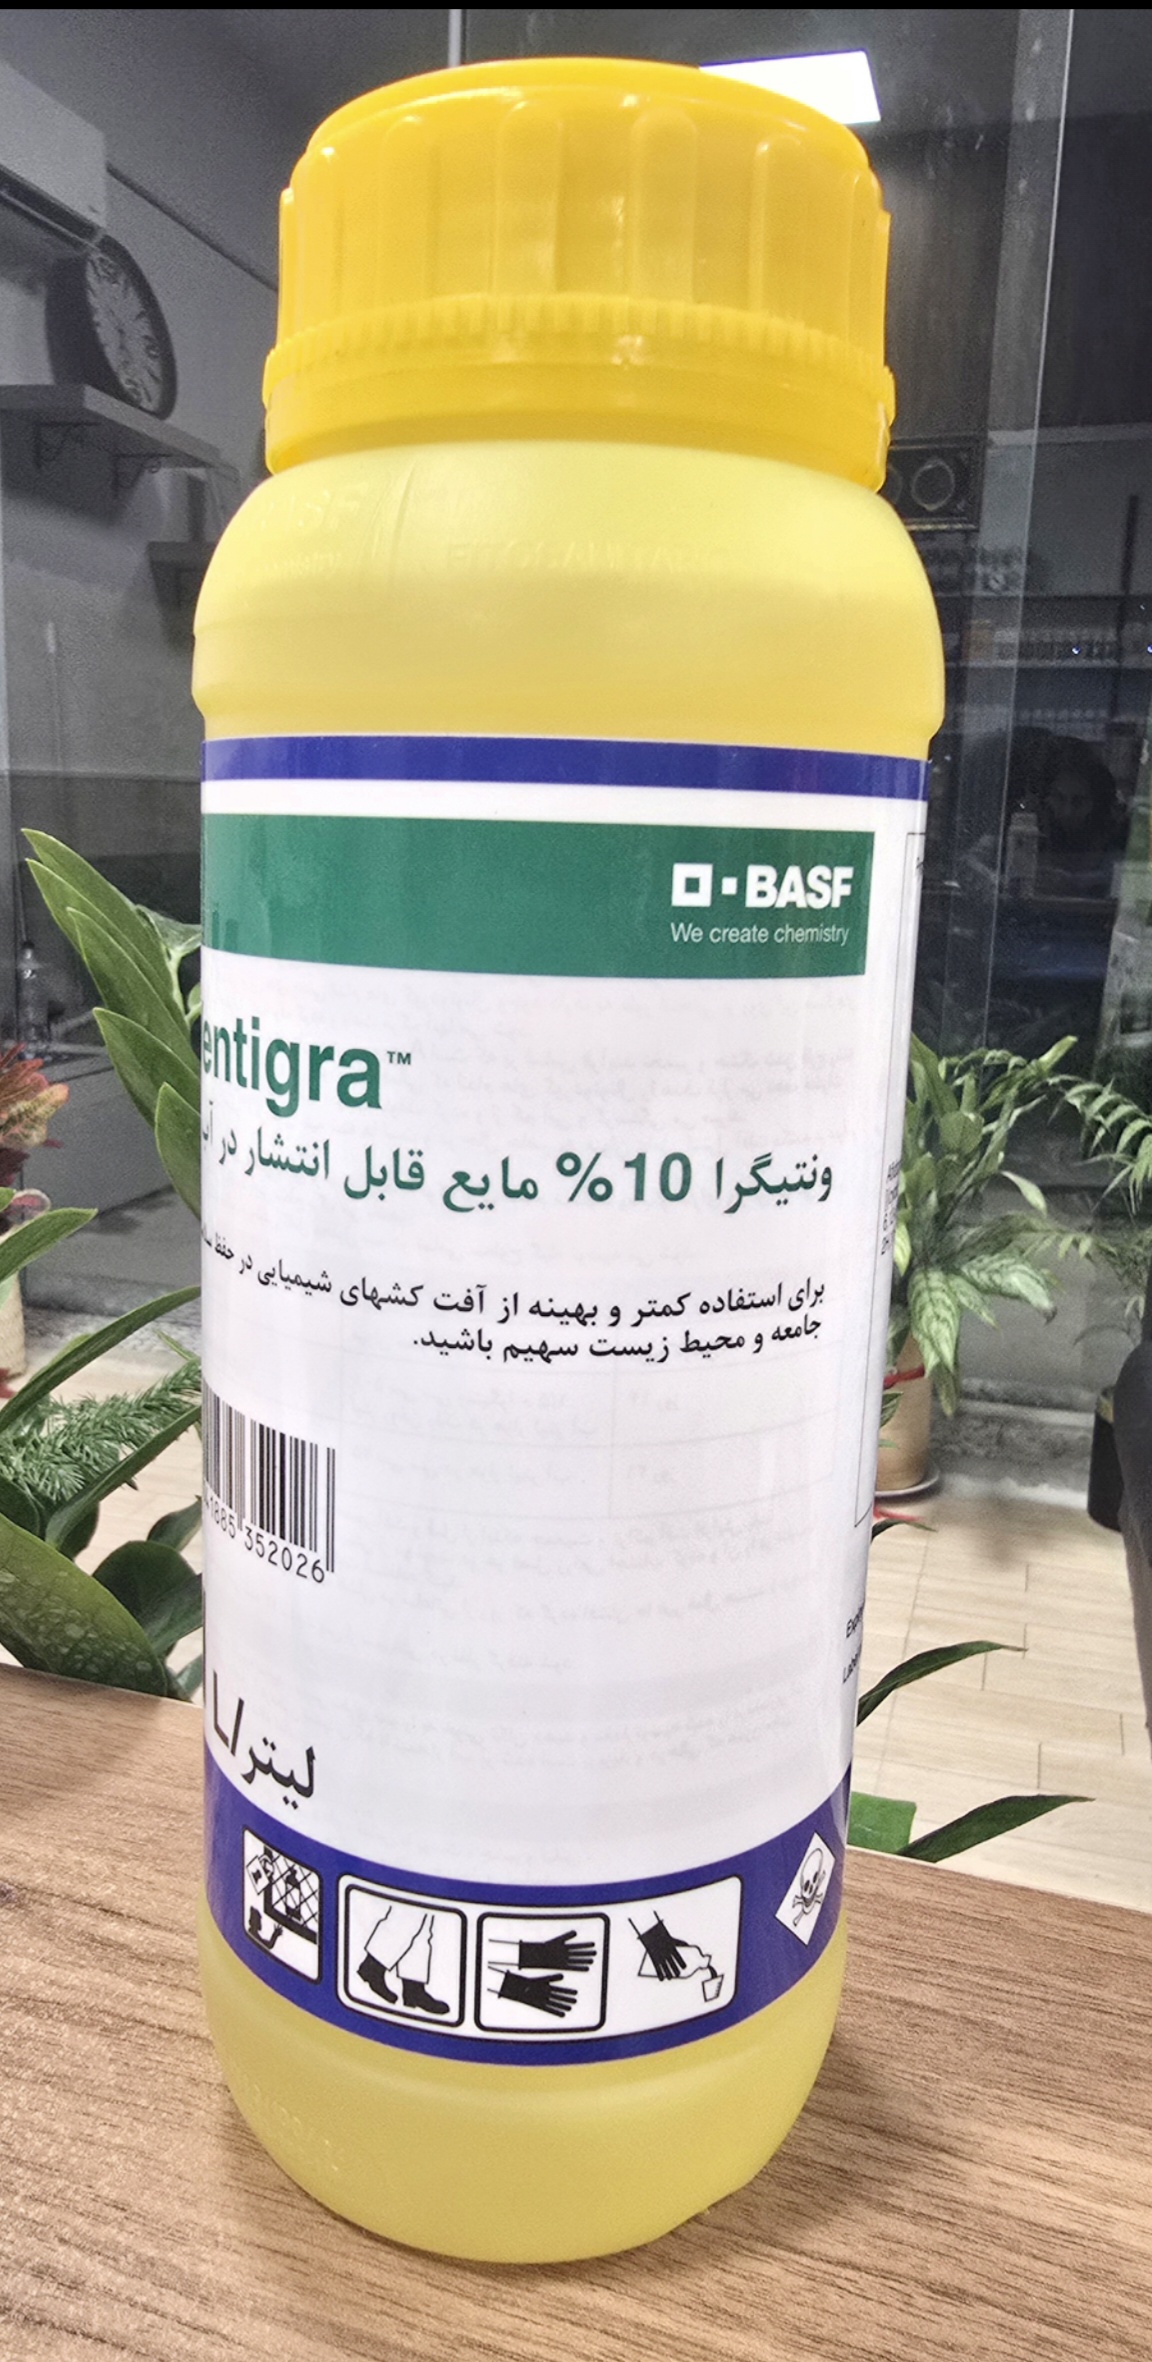 BASF
We create chemistry
entigra™
ونتیگرا 10% مایع قابل انتشار در آب
برای استفاده کمتر و بهینه از آفت کشهای شیمیایی در حفظ
جامعه و محیط زیست سهیم باشید.
352026
لیتر/L